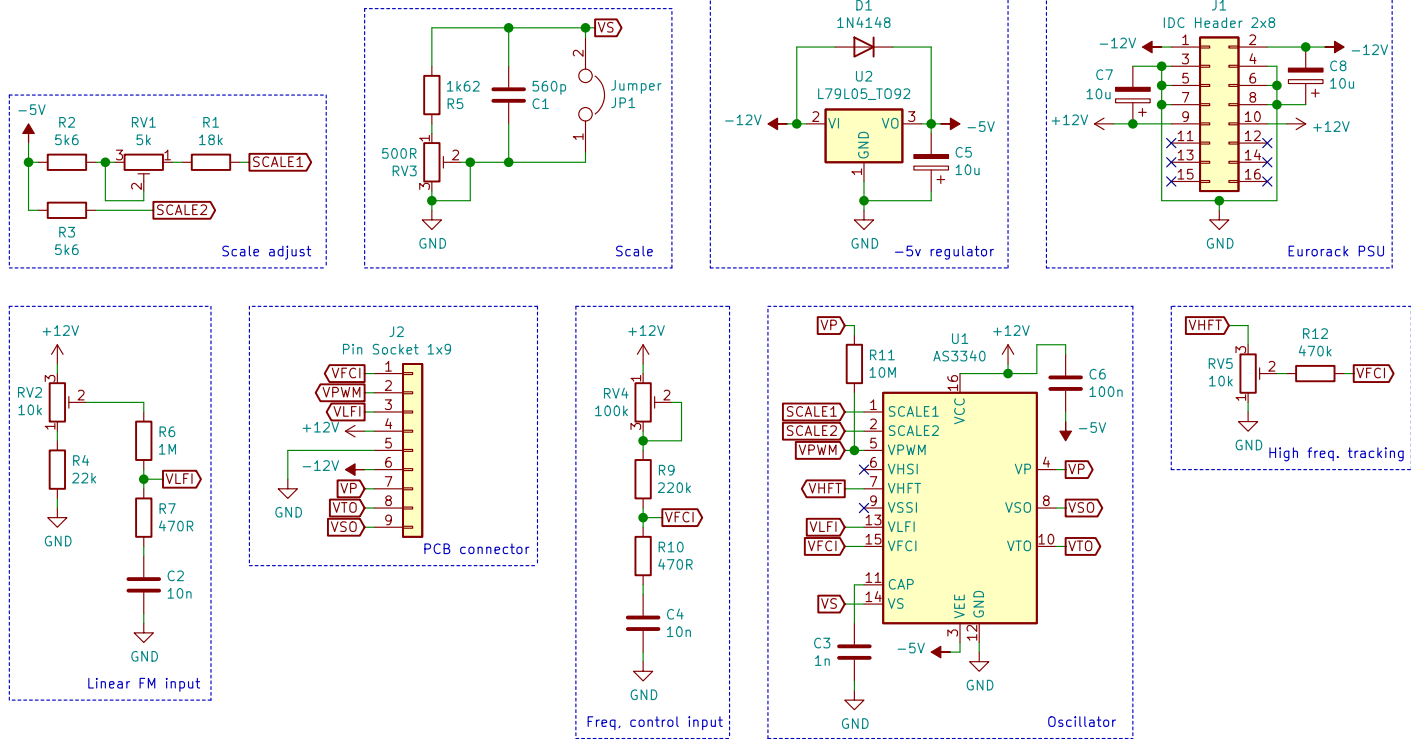 -5V
R2
5k6
RV1
5k
R1
18k
3
1
2
SCALE1
SCALE2
R3
5k6
Scale adjust
VS
1k62
R5
560p
C1
2
Jumper
JP1
1
500R
RV3
1
2
3
GND
Scale
D1
1N4148
U2
L79L05_TO92
-12V
2
VI
VO
3
-5V
GND
1
C5
10u
+
GND
-5v regulator
J1
IDC Header 2x8
-12V
1
2
-12V
3
4
C7
10u
+
C8
10u
+
5
6
7
8
+12V
9
10
+12V
11
12
13
14
15
16
GND
Eurorack PSU
+12V
RV2
10k
3
2
1
R4
22k
GND
R6
1M
VLFI
R7
470R
C2
10n
GND
Linear FM input
J2
Pin Socket 1x9
VFCI
1
VPWM
2
VLFI
3
+12V
4
5
-12V
6
VP
7
VTO
8
VSO
9
GND
PCB connector
+12V
RV4
100k
1
2
3
R9
220k
VFCI
R10
470R
C4
10n
GND
Freq, control input
VP
R11
10M
U1
AS3340
+12V
16
VCC
C6
100n
-5V
SCALE1
1
SCALE1
SCALE2
2
SCALE2
VPWM
5
VPWM
6
VHSI
VHFT
7
VHFT
9
VSSI
VLFI
13
VLFI
VFCI
15
VFCI
11
CAP
VS
14
VS
VP
4
VP
VSO
8
VSO
VTO
10
VTO
VEE
GND
3
12
-5V
GND
C3
1n
GND
Oscillator
VHFT
RV5
10k
3
2
1
R12
470k
VFCI
GND
High freq. tracking